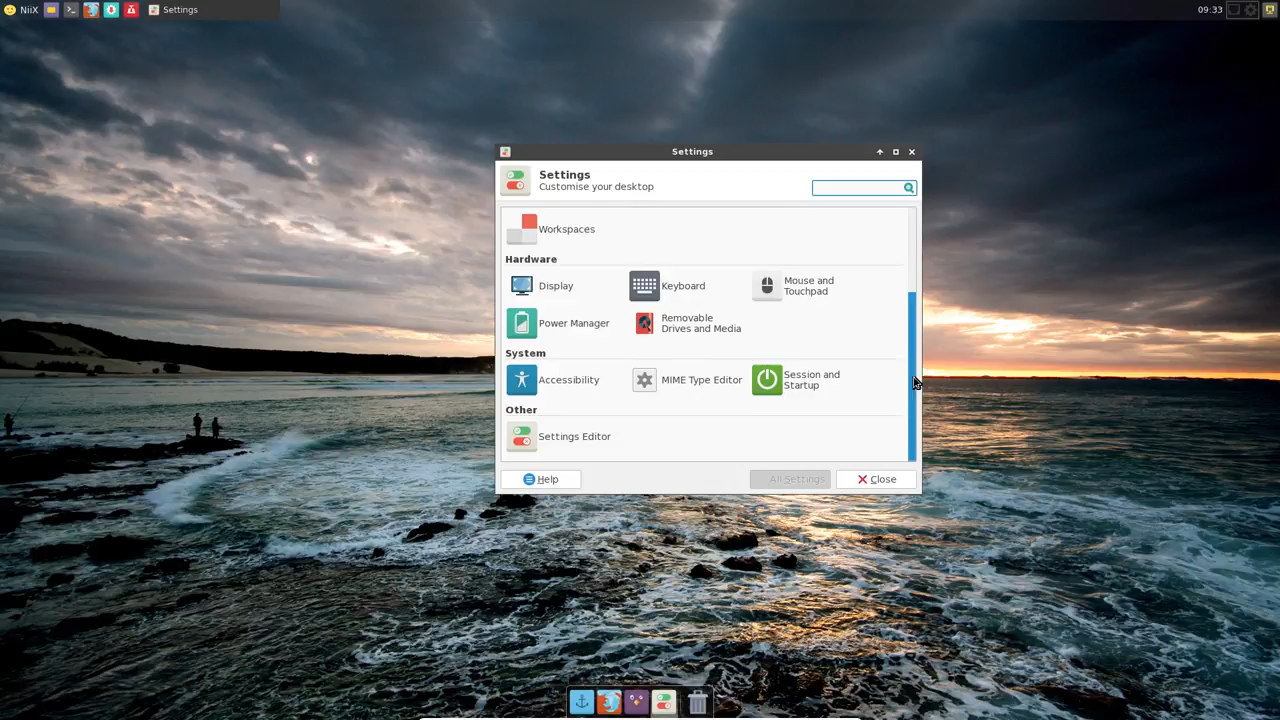 NiiX
Settings
09:33
Settings
Settings
Customise your desktop
Workspaces
Hardware
Display
Keyboard
Mouse and
Touchpad
Power Manager
Removable
Drives and Media
System
Accessibility
MIME Type Editor
Session and
Startup
Other
Settings Editor
Help
All Settings
Close